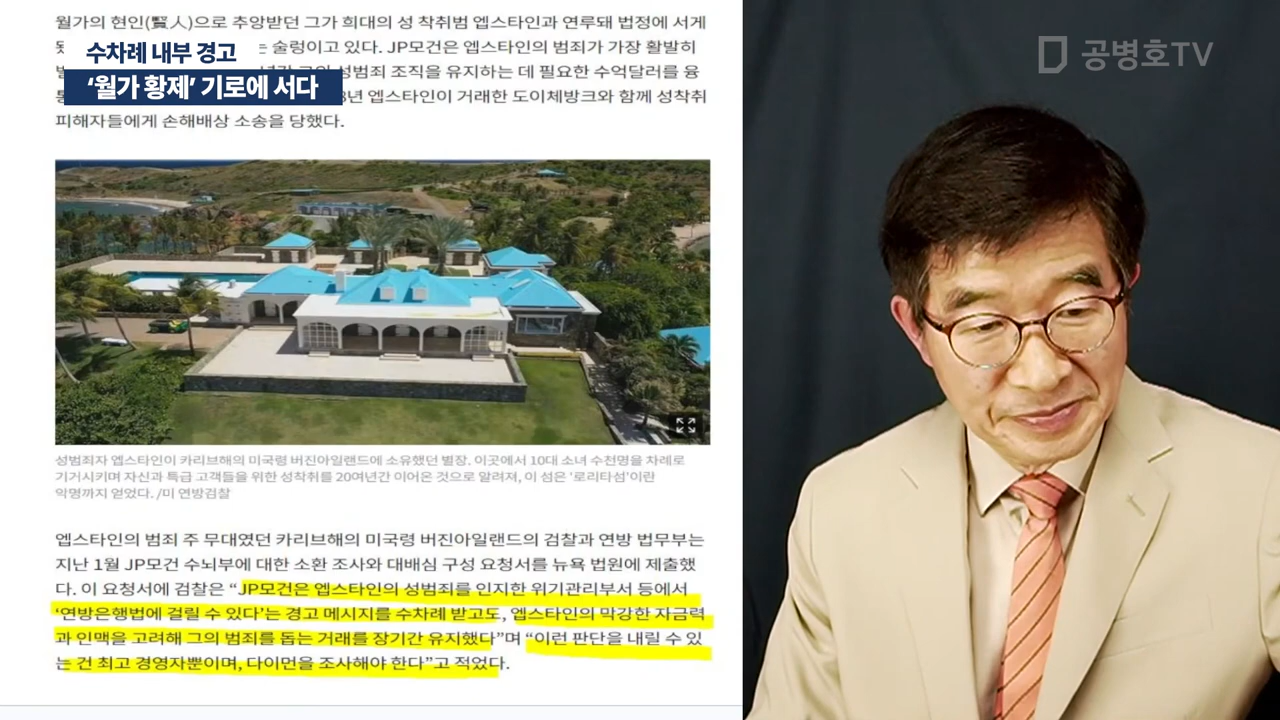 월가의 현인(賢人)으로 추앙받던 그가 희대의 성 착취범 엡스타인과 연루돼 법정에 서게
술렁이고 있다. JP모건은 엡스타인의 범죄가 가장 활발히
성범죄 조직을 유지하는 데 필요한 수억달러를 융
엡스타인이 거래한 도이체방크와 함께 성착취
피해자들에게 손해배상 소송을 당했다.
수차례 내부 경고
‘월가 황제’ 기로에 서다
공병호TV
성범죄자 엡스타인이 카리브해의 미국령 버진아일랜드에 소유했던 별장. 이곳에서 10대 소녀 수천명을 차례로
기거시키며 자신과 특급 고객들을 위한 성착취를 20여년간 이어온 것으로 알려져, 이 섬은 ‘로리타섬’이란
악명까지 얻었다. /미 연방검찰
엡스타인의 범죄 주 무대였던 카리브해의 미국령 버진아일랜드의 검찰과 연방 법무부는
지난 1월 JP모건 수뇌부에 대한 소환 조사와 대배심 구성 요청서를 뉴욕 법원에 제출했
다. 이 요청서에 검찰은 “JP모건은 엡스타인의 성범죄를 인지한 위기관리부서 등에서
‘연방은행법에 걸릴 수 있다’는 경고 메시지를 수차례 받고도, 엡스타인의 막강한 자금력
과 인맥을 고려해 그의 범죄를 돕는 거래를 장기간 유지했다”며 “이런 판단을 내릴 수 있
는 건 최고 경영자뿐이며, 다이먼을 조사해야 한다”고 적었다.